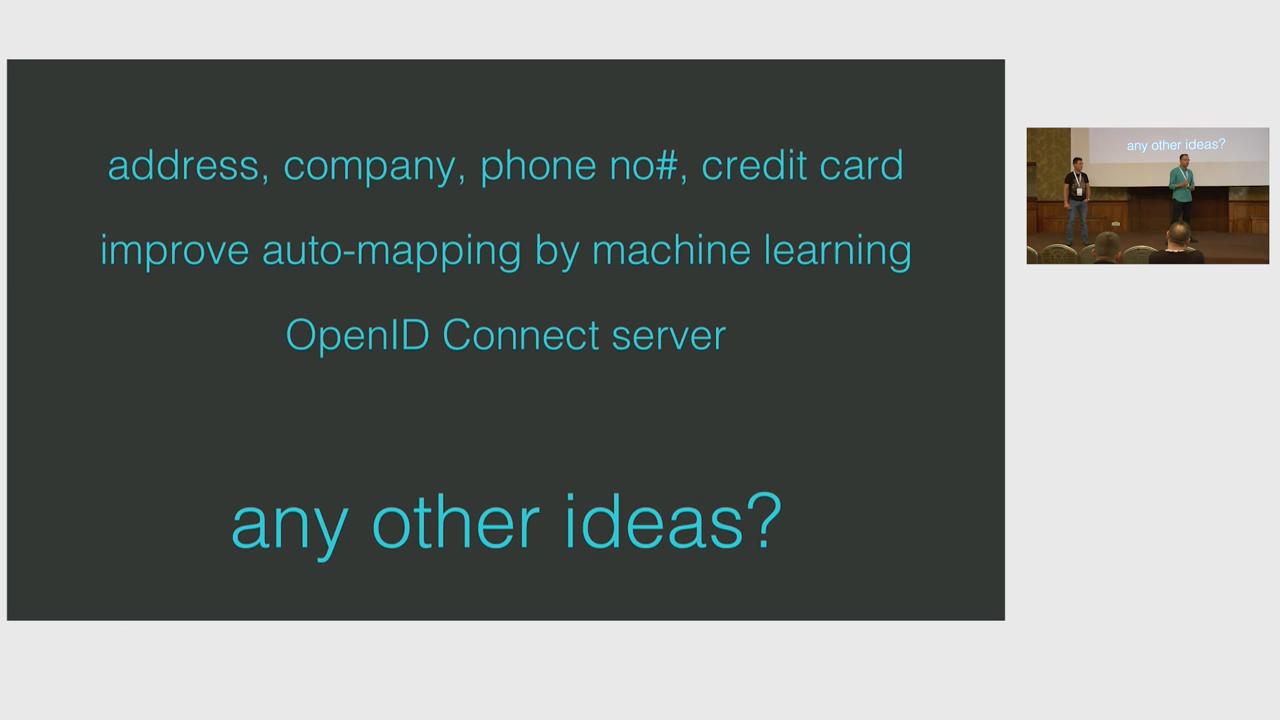 address, company, phone no#, credit card
improve auto-mapping by machine learning
OpenID Connect server
any other ideas?
any other ideas?